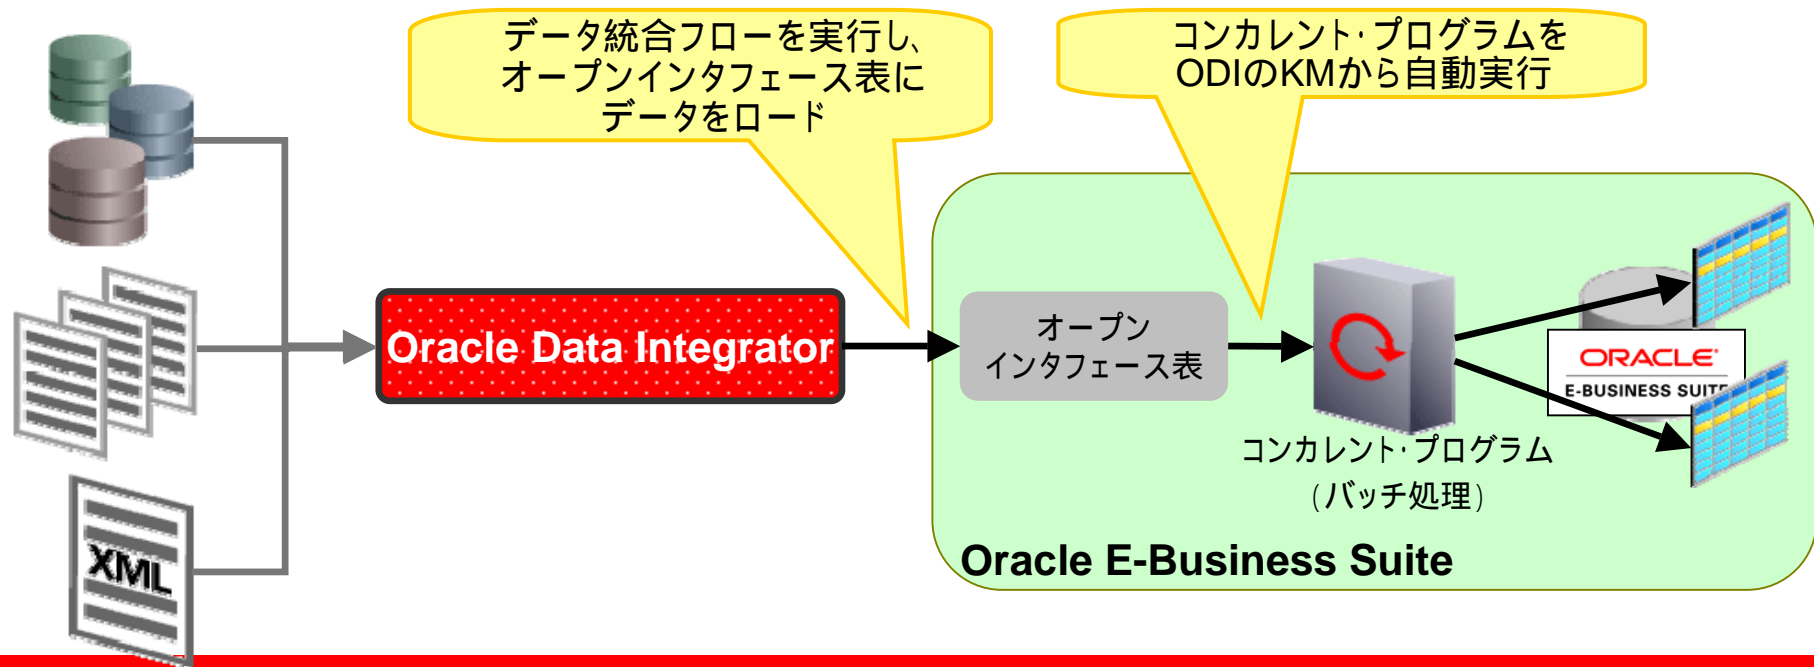 データ統合フローを実行し、
オープンインタフェース表に
データをロード
コンカレント・プログラムを
ODIのKMから自動実行
XML
Oracle Data Integrator
オープン
インタフェース表
コンカレント・プログラム
(バッチ処理)
ORACLE
E-BUSINESS SUITE
Oracle E-Business Suite